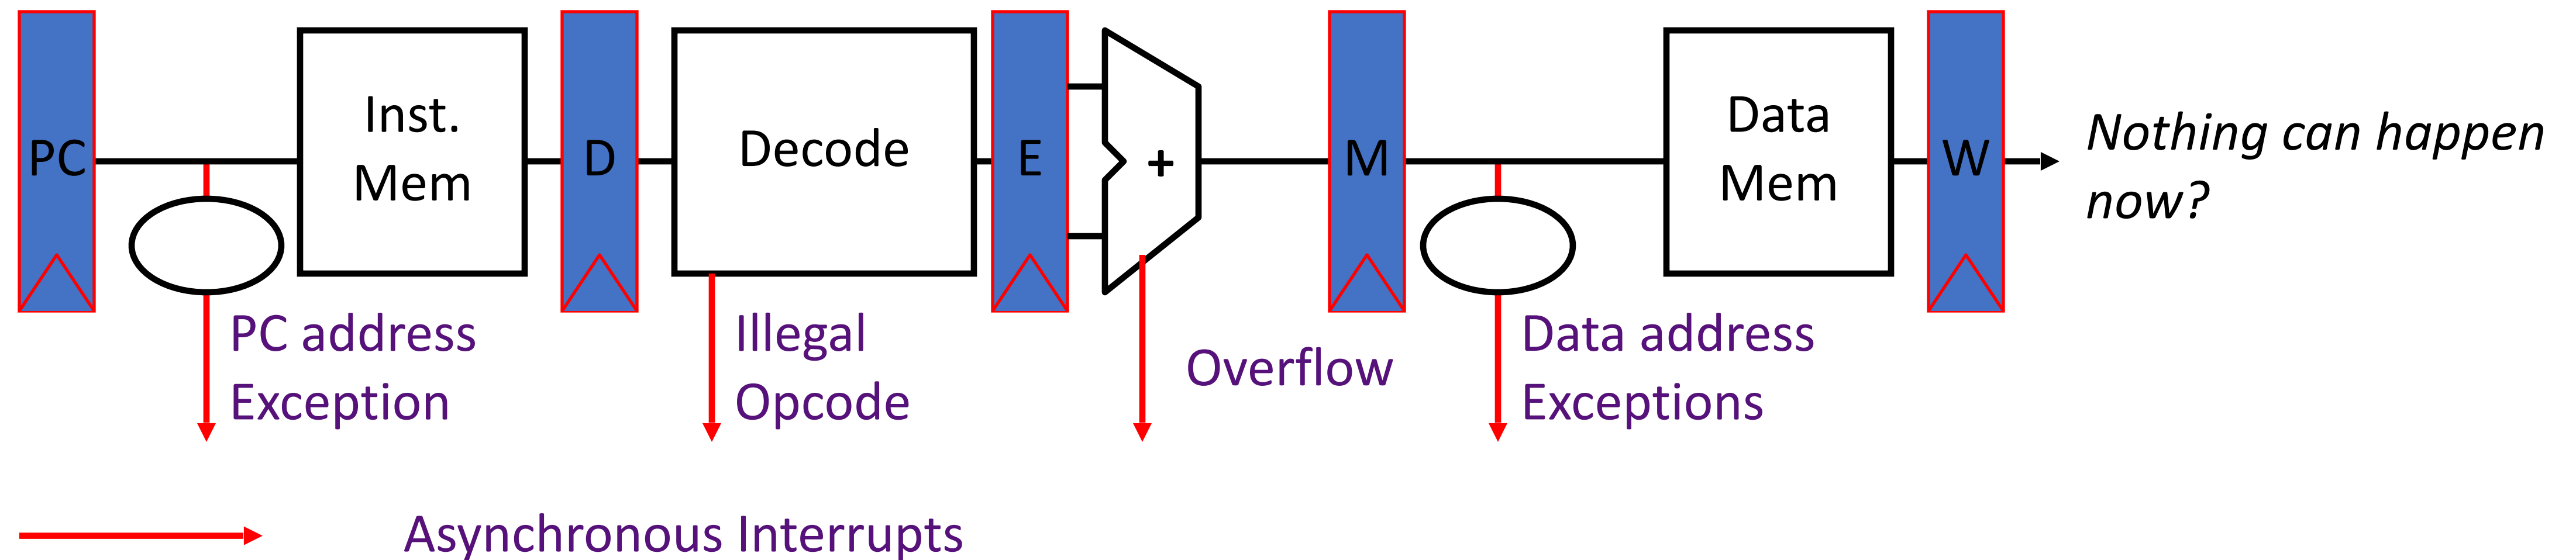 PC
Inst.
Mem
D
Decode
E
+
M
Data
Mem
W
Nothing can happen
now?
PC address
Exception
Illegal
Opcode
Overflow
Data address
Exceptions
Asynchronous Interrupts